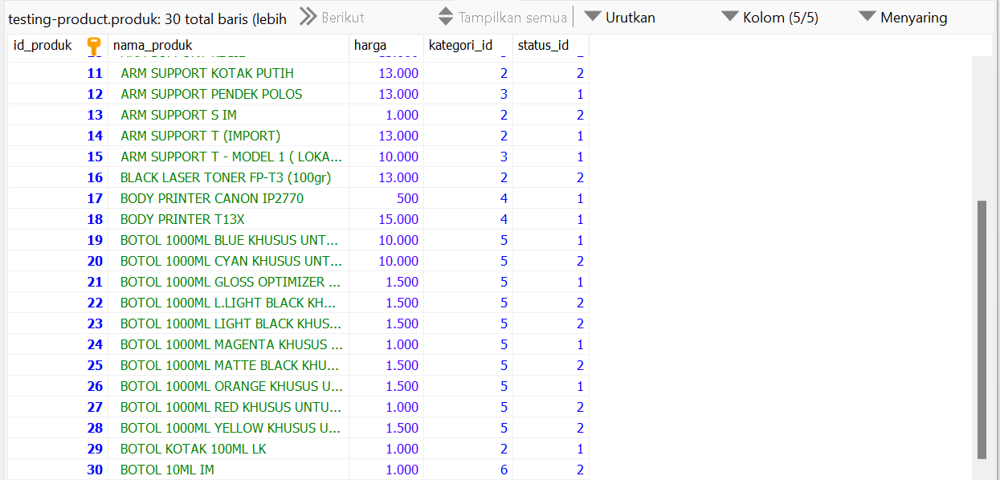 testing-product.produk: 30 total baris (lebih Berikut Tampilkan semua Urutkan Kolom (5/5) Menyaring
id_produk nama_produk harga kategori_id status_id
11 ARM SUPPORT KOTAK PUTIH 13.000 2 2
12 ARM SUPPORT PENDEK POLOS 13.000 3 1
13 ARM SUPPORT S IM 1.000 2 2
14 ARM SUPPORT T (IMPORT) 13.000 2 1
15 ARM SUPPORT T - MODEL 1 ( LOKA... 10.000 3 1
16 BLACK LASER TONER FP-T3 (100gr) 13.000 2 2
17 BODY PRINTER CANON IP2770 500 4 1
18 BODY PRINTER T13X 15.000 4 1
19 BOTOL 1000ML BLUE KHUSUS UNT... 10.000 5 1
20 BOTOL 1000ML CYAN KHUSUS UNT... 10.000 5 2
21 BOTOL 1000ML GLOSS OPTIMIZER ... 1.500 5 1
22 BOTOL 1000ML L.LIGHT BLACK KH... 1.500 5 2
23 BOTOL 1000ML LIGHT BLACK KHUS... 1.500 5 2
24 BOTOL 1000ML MAGENTA KHUSUS ... 1.000 5 1
25 BOTOL 1000ML MATTE BLACK KHU... 1.500 5 2
26 BOTOL 1000ML ORANGE KHUSUS U... 1.500 5 1
27 BOTOL 1000ML RED KHUSUS UNTU... 1.000 5 2
28 BOTOL 1000ML YELLOW KHUSUS U... 1.500 5 2
29 BOTOL KOTAK 100ML LK 1.000 2 1
30 BOTOL 10ML IM 1.000 6 2